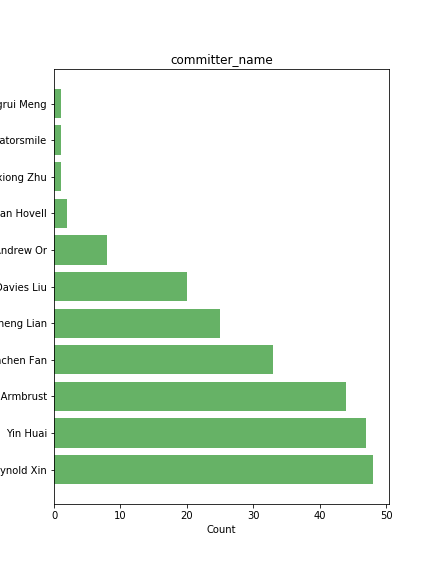 committer_name
grui Meng
atorsmile
xiong Zhu
an Hovell
Andrew Or
Davies Liu
heng Lian
chen Fan
Armbrust
Yin Huai
ynold Xin
0 10 20 30 40 50
Count